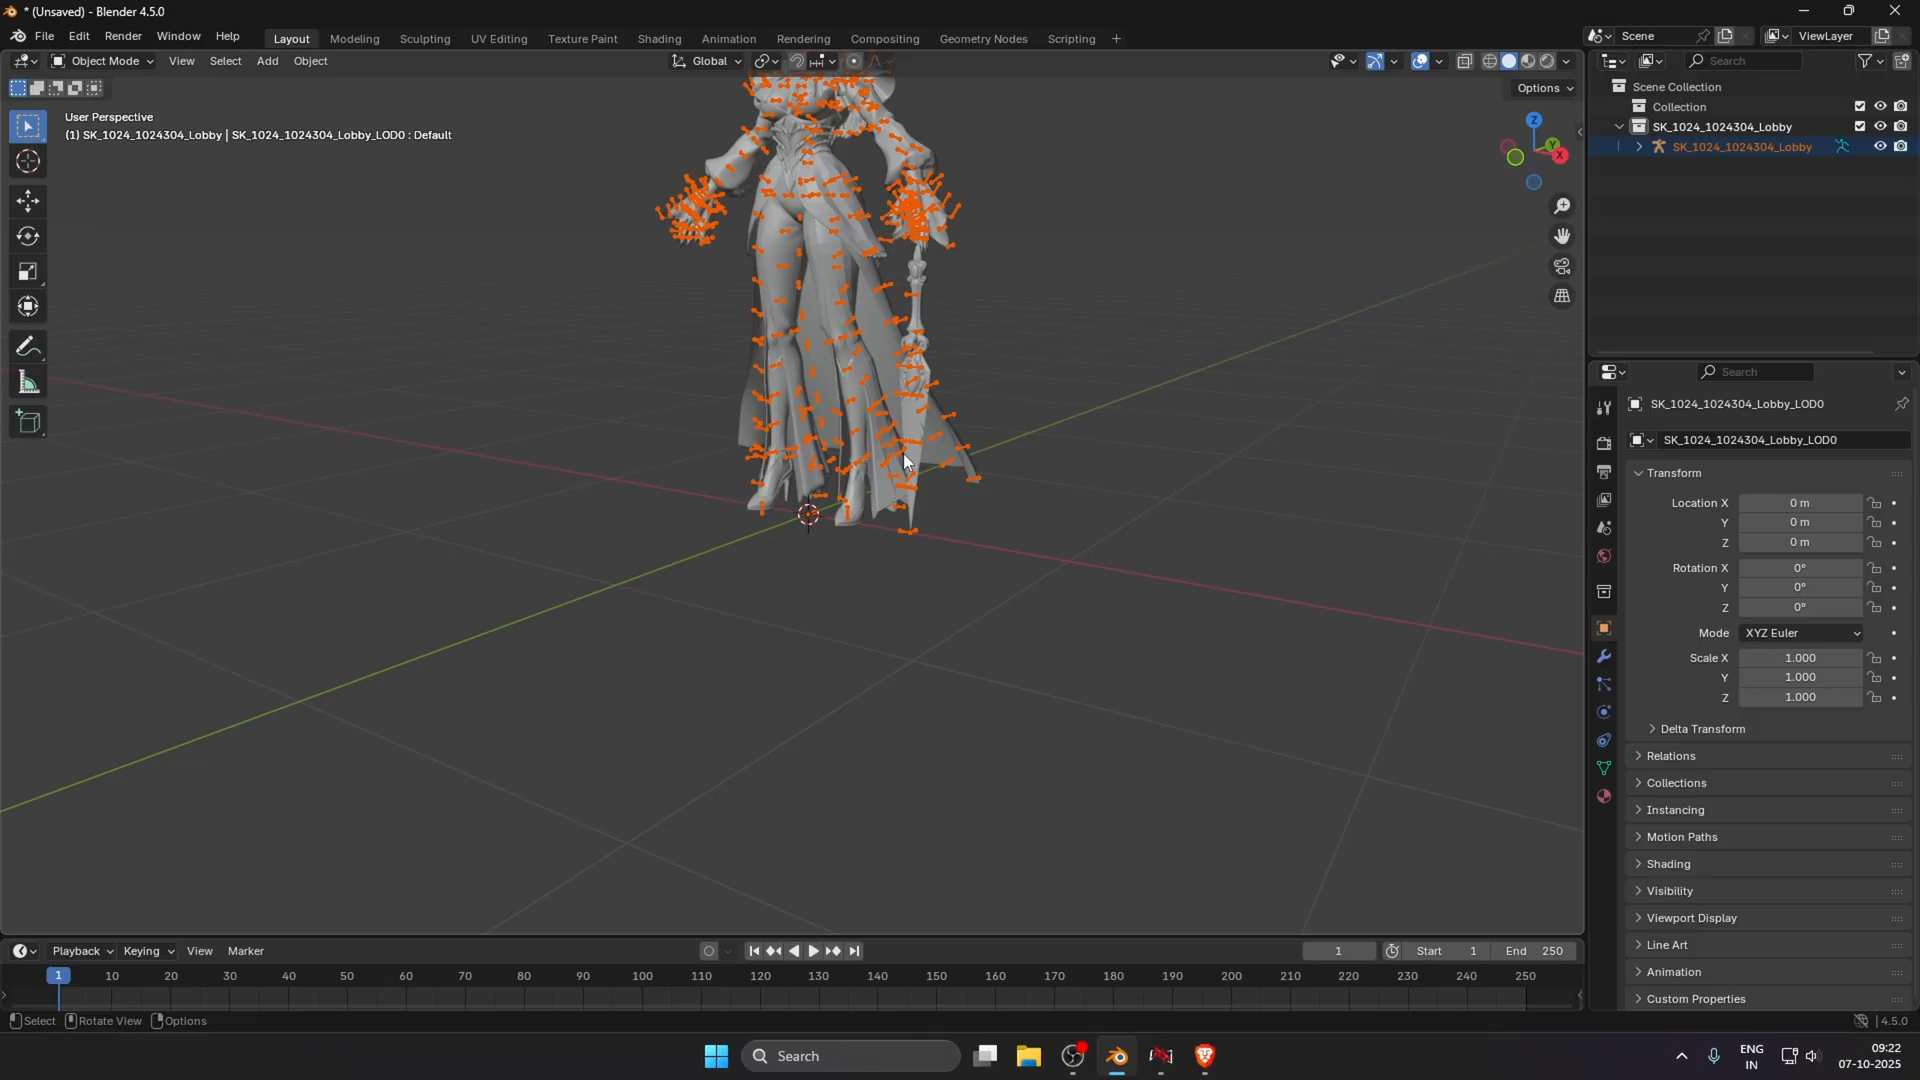 * (Unsaved) - Blender 4.5.0
File Edit Render Window Help Layout Modeling Sculpting UV Editing Texture Paint Shading Animation Rendering Compositing Geometry Nodes Scripting + Scene ViewLayer
Object Mode View Select Add Object Global Search
Options
Scene Collection
Collection
SK_1024_1024304_Lobby
SK_1024_1024304_Lobby
User Perspective
(1) SK_1024_1024304_Lobby | SK_1024_1024304_Lobby_LOD0 : Default
Z
Y
X
Search
SK_1024_1024304_Lobby_LOD0
SK_1024_1024304_Lobby_LOD0
Transform
Location X 0 m
Y 0 m
Z 0 m
Rotation X 0°
Y 0°
Z 0°
Mode XYZ Euler
Scale X 1.000
Y 1.000
Z 1.000
Delta Transform
Relations
Collections
Instancing
Motion Paths
Shading
Visibility
Viewport Display
Line Art
Animation
Custom Properties
Playback Keying View Marker 1 Start 1 End 250
1 10 20 30 40 50 60 70 80 90 100 110 120 130 140 150 160 170 180 190 200 210 220 230 240 250
Select Rotate View Options 4.5.0
Search
ENG
IN
09:22
07-10-2025